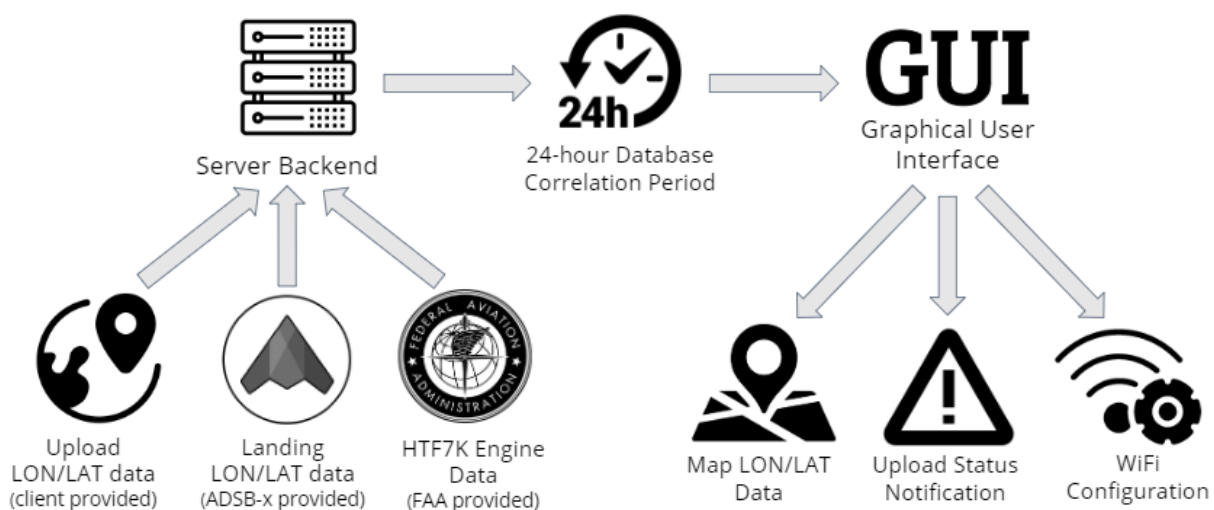 GUI
24h
Graphical User
Interface
24-hour Database
Correlation Period
Server Backend
FEDERAL AVIATION
ADMINISTRATION
Upload
LON/LAT data
(client provided)
Landing
LON/LAT data
(ADSB-x provided)
HTF7K Engine
Data
(FAA provided)
Map LON/LAT
Data
Upload Status
Notification
WiFi
Configuration